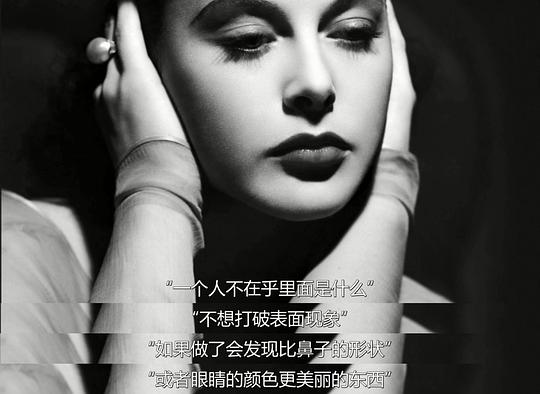 “一个人不在乎里面是什么”
“不想打破表面现象”
“如果做了会发现比鼻子的形状”
“或者眼睛的颜色更美丽的东西”